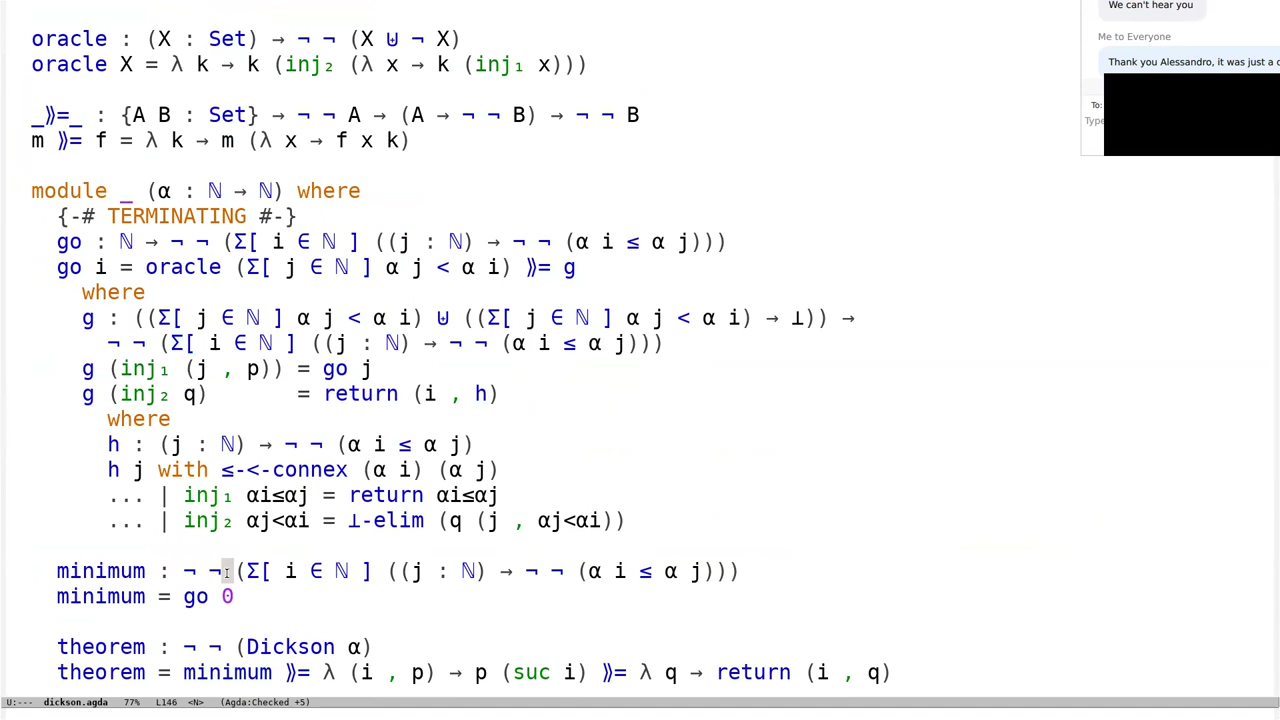 We can't hear you
Me to Everyone
Thank you Alessandro, it was just a
To:
Type
oracle : (X : Set) → ¬ ¬ (X ⊎ ¬ X)
oracle X = λ k → k (inj₂ (λ x → k (inj₁ x)))
_⟫=_ : {A B : Set} → ¬ ¬ A → (A → ¬ ¬ B) → ¬ ¬ B
m ⟫= f = λ k → m (λ x → f x k)
module _ (α : ℕ → ℕ) where
{-# TERMINATING #-}
go : ℕ → ¬ ¬ (Σ[ i ∈ ℕ ] ((j : ℕ) → ¬ ¬ (α i ≤ α j)))
go i = oracle (Σ[ j ∈ ℕ ] α j < α i) ⟫= g
where
g : ((Σ[ j ∈ ℕ ] α j < α i) ⊎ ((Σ[ j ∈ ℕ ] α j < α i) → ⊥)) →
¬ ¬ (Σ[ i ∈ ℕ ] ((j : ℕ) → ¬ ¬ (α i ≤ α j)))
g (inj₁ (j , p)) = go j
g (inj₂ q) = return (i , h)
where
h : (j : ℕ) → ¬ ¬ (α i ≤ α j)
h j with ≤-<-connex (α i) (α j)
... | inj₁ αi≤αj = return αi≤αj
... | inj₂ αj<αi = ⊥-elim (q (j , αj<αi))
minimum : ¬ ¬ (Σ[ i ∈ ℕ ] ((j : ℕ) → ¬ ¬ (α i ≤ α j)))
minimum = go 0
theorem : ¬ ¬ (Dickson α)
theorem = minimum ⟫= λ (i , p) → p (suc i) ⟫= λ q → return (i , q)
U:--- dickson.agda 77% L146 <N> (Agda:Checked +5)